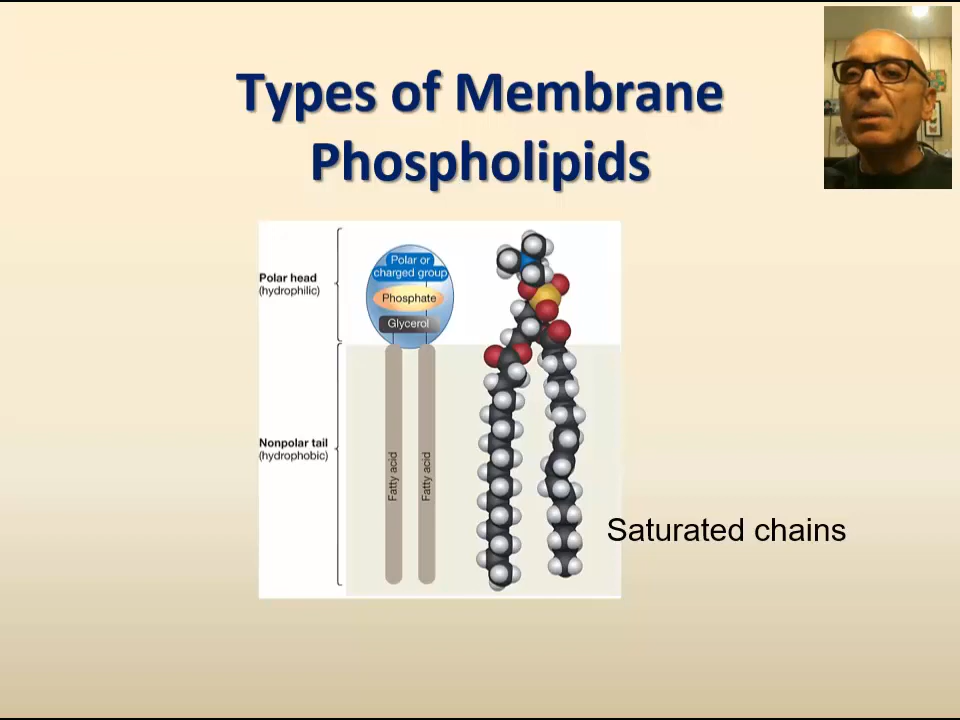 Types of Membrane
Phospholipids
Polar head
(hydrophilic)
Polar or
charged group
Phosphate
Glycerol
Nonpolar tail
(hydrophobic)
Fatty acid
Fatty acid
Saturated chains